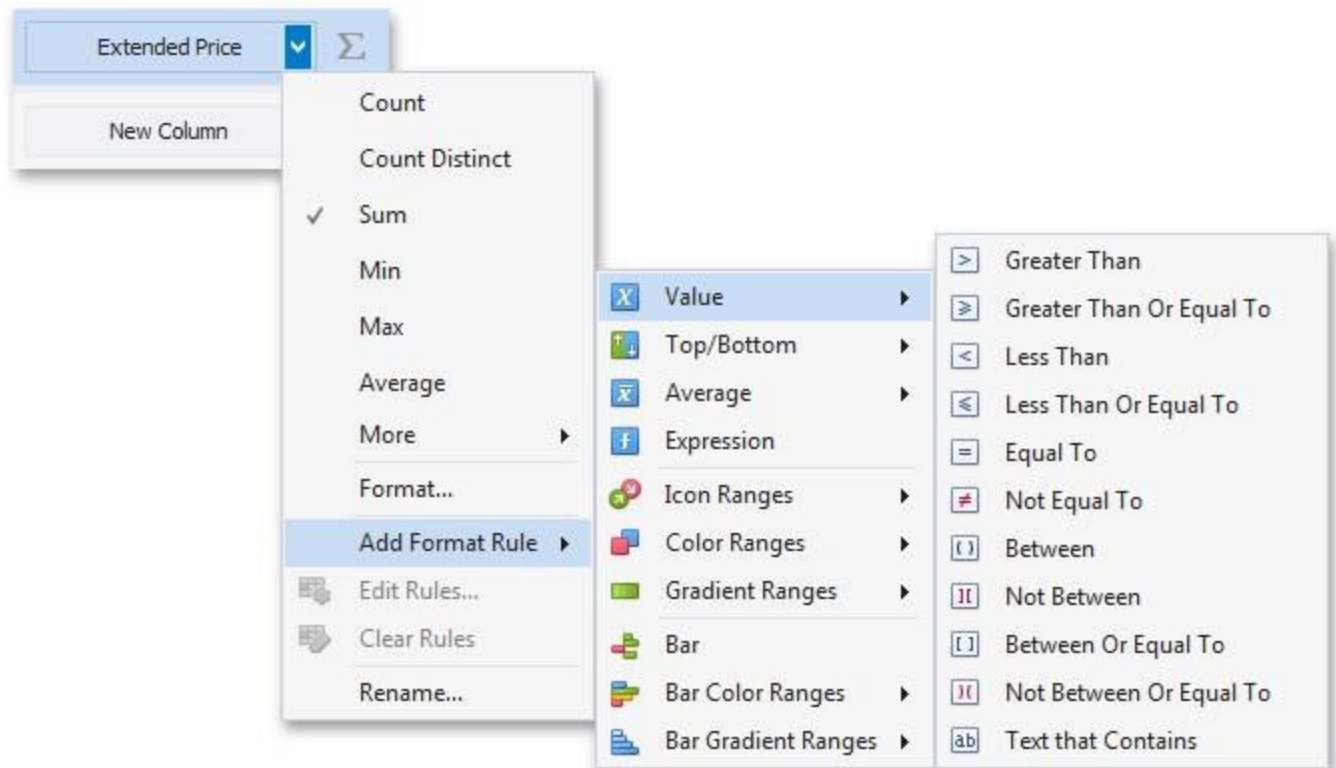 Extended Price Σ
New Column
Count
Count Distinct
Sum
Min
Max
Average
More
Format...
Add Format Rule
Edit Rules...
Clear Rules
Rename...
Value
Top/Bottom
Average
Expression
Icon Ranges
Color Ranges
Gradient Ranges
Bar
Bar Color Ranges
Bar Gradient Ranges
> Greater Than
⩾ Greater Than Or Equal To
< Less Than
⩽ Less Than Or Equal To
= Equal To
≠ Not Equal To
( ) Between
][ Not Between
[ ] Between Or Equal To
)( Not Between Or Equal To
ab Text that Contains